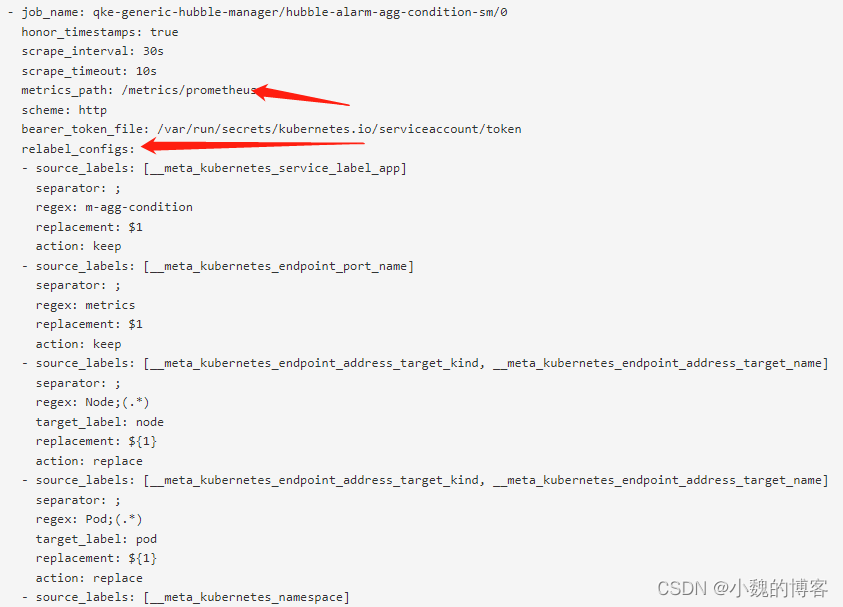 - job_name: qke-generic-hubble-manager/hubble-alarm-agg-condition-sm/0
honor_timestamps: true
scrape_interval: 30s
scrape_timeout: 10s
metrics_path: /metrics/prometheus
scheme: http
bearer_token_file: /var/run/secrets/kubernetes.io/serviceaccount/token
relabel_configs:
- source_labels: [__meta_kubernetes_service_label_app]
separator: ;
regex: m-agg-condition
replacement: $1
action: keep
- source_labels: [__meta_kubernetes_endpoint_port_name]
separator: ;
regex: metrics
replacement: $1
action: keep
- source_labels: [__meta_kubernetes_endpoint_address_target_kind, __meta_kubernetes_endpoint_address_target_name]
separator: ;
regex: Node;(.*)
target_label: node
replacement: ${1}
action: replace
- source_labels: [__meta_kubernetes_endpoint_address_target_kind, __meta_kubernetes_endpoint_address_target_name]
separator: ;
regex: Pod;(.*)
target_label: pod
replacement: ${1}
action: replace
- source_labels: [__meta_kubernetes_namespace]
CSDN @小魏的博客